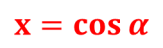 x = cos α